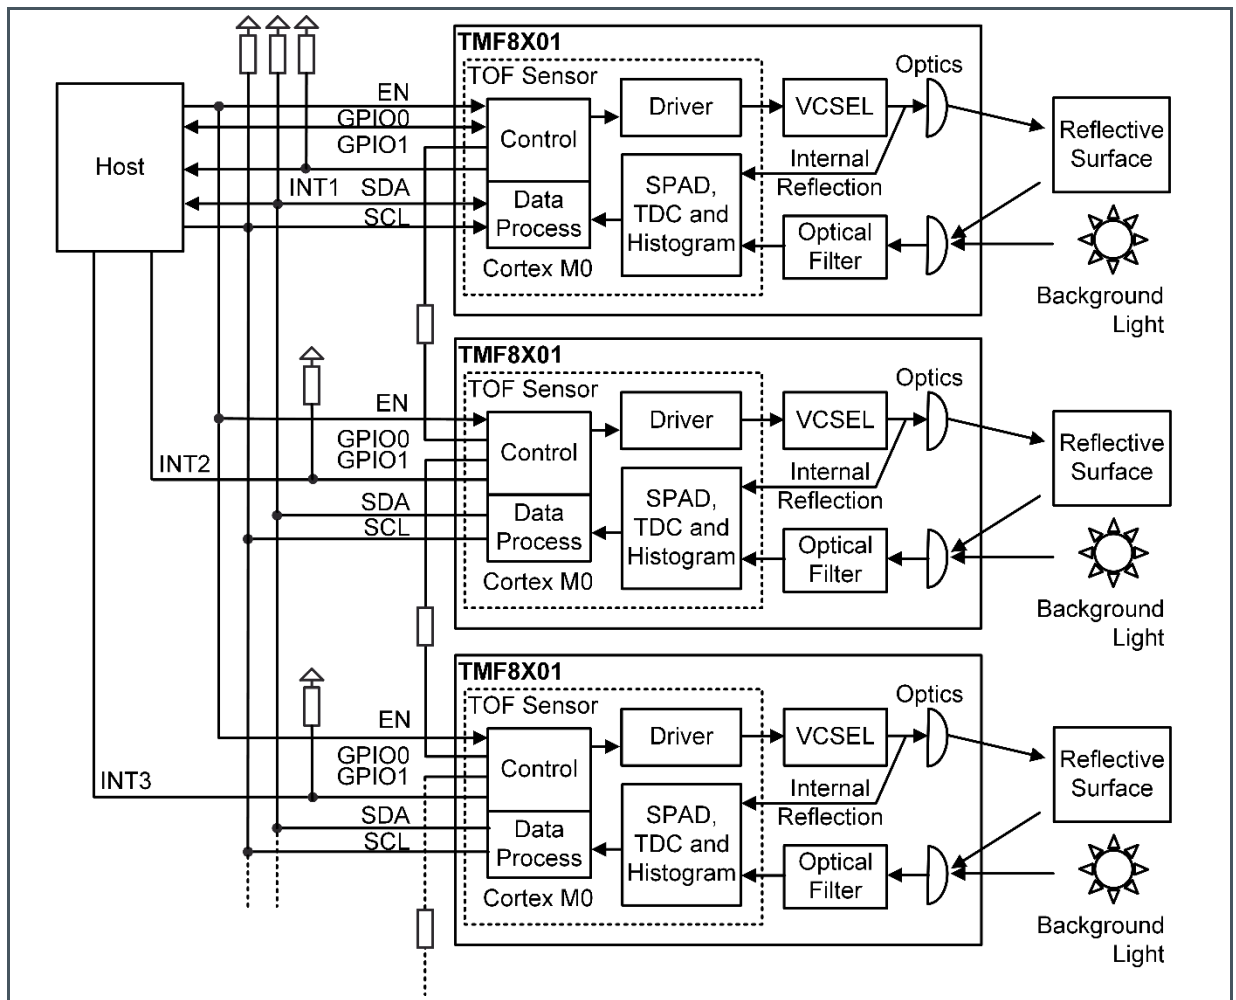 TMF8X01
TOF Sensor
Optics
EN
Driver
VCSEL
GPIO0
Control
Reflective
Surface
GPIO1
Host
Internal
Reflection
INT1
SDA
SPAD,
TDC and
Histogram
Data
Process
SCL
Optical
Filter
Cortex M0
Background
Light
TMF8X01
TOF Sensor
Optics
EN
Driver
VCSEL
GPIO0
Control
Reflective
Surface
GPIO1
INT2
Internal
Reflection
SDA
SPAD,
TDC and
Histogram
Data
Process
SCL
Optical
Filter
Cortex M0
Background
Light
TMF8X01
TOF Sensor
Optics
EN
Driver
VCSEL
GPIO0
Control
Reflective
Surface
GPIO1
INT3
Internal
Reflection
SDA
SPAD,
TDC and
Histogram
Data
Process
SCL
Optical
Filter
Cortex M0
Background
Light